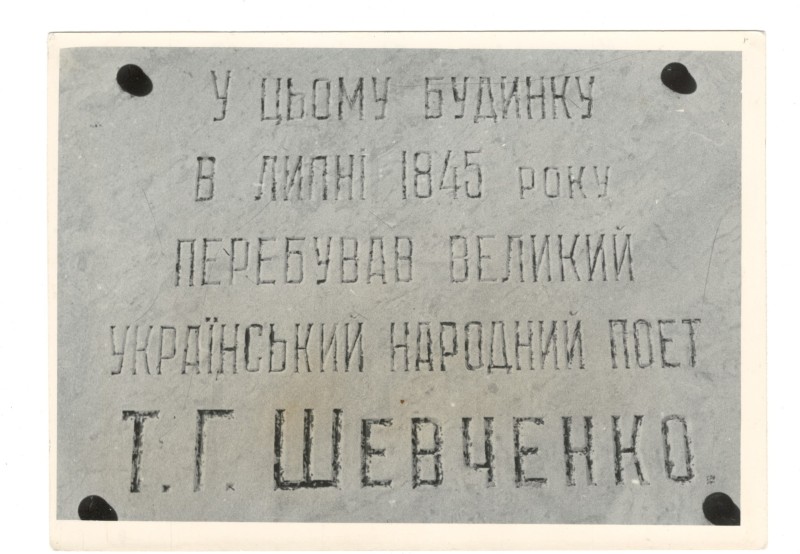 У ЦЬОМУ БУДИНКУ
В ЛИПНІ 1845 РОКУ
ПЕРЕБУВАВ ВЕЛИКИЙ
УКРАЇНСЬКИЙ НАРОДНИЙ ПОЕТ
Т. Г. ШЕВЧЕНКО.